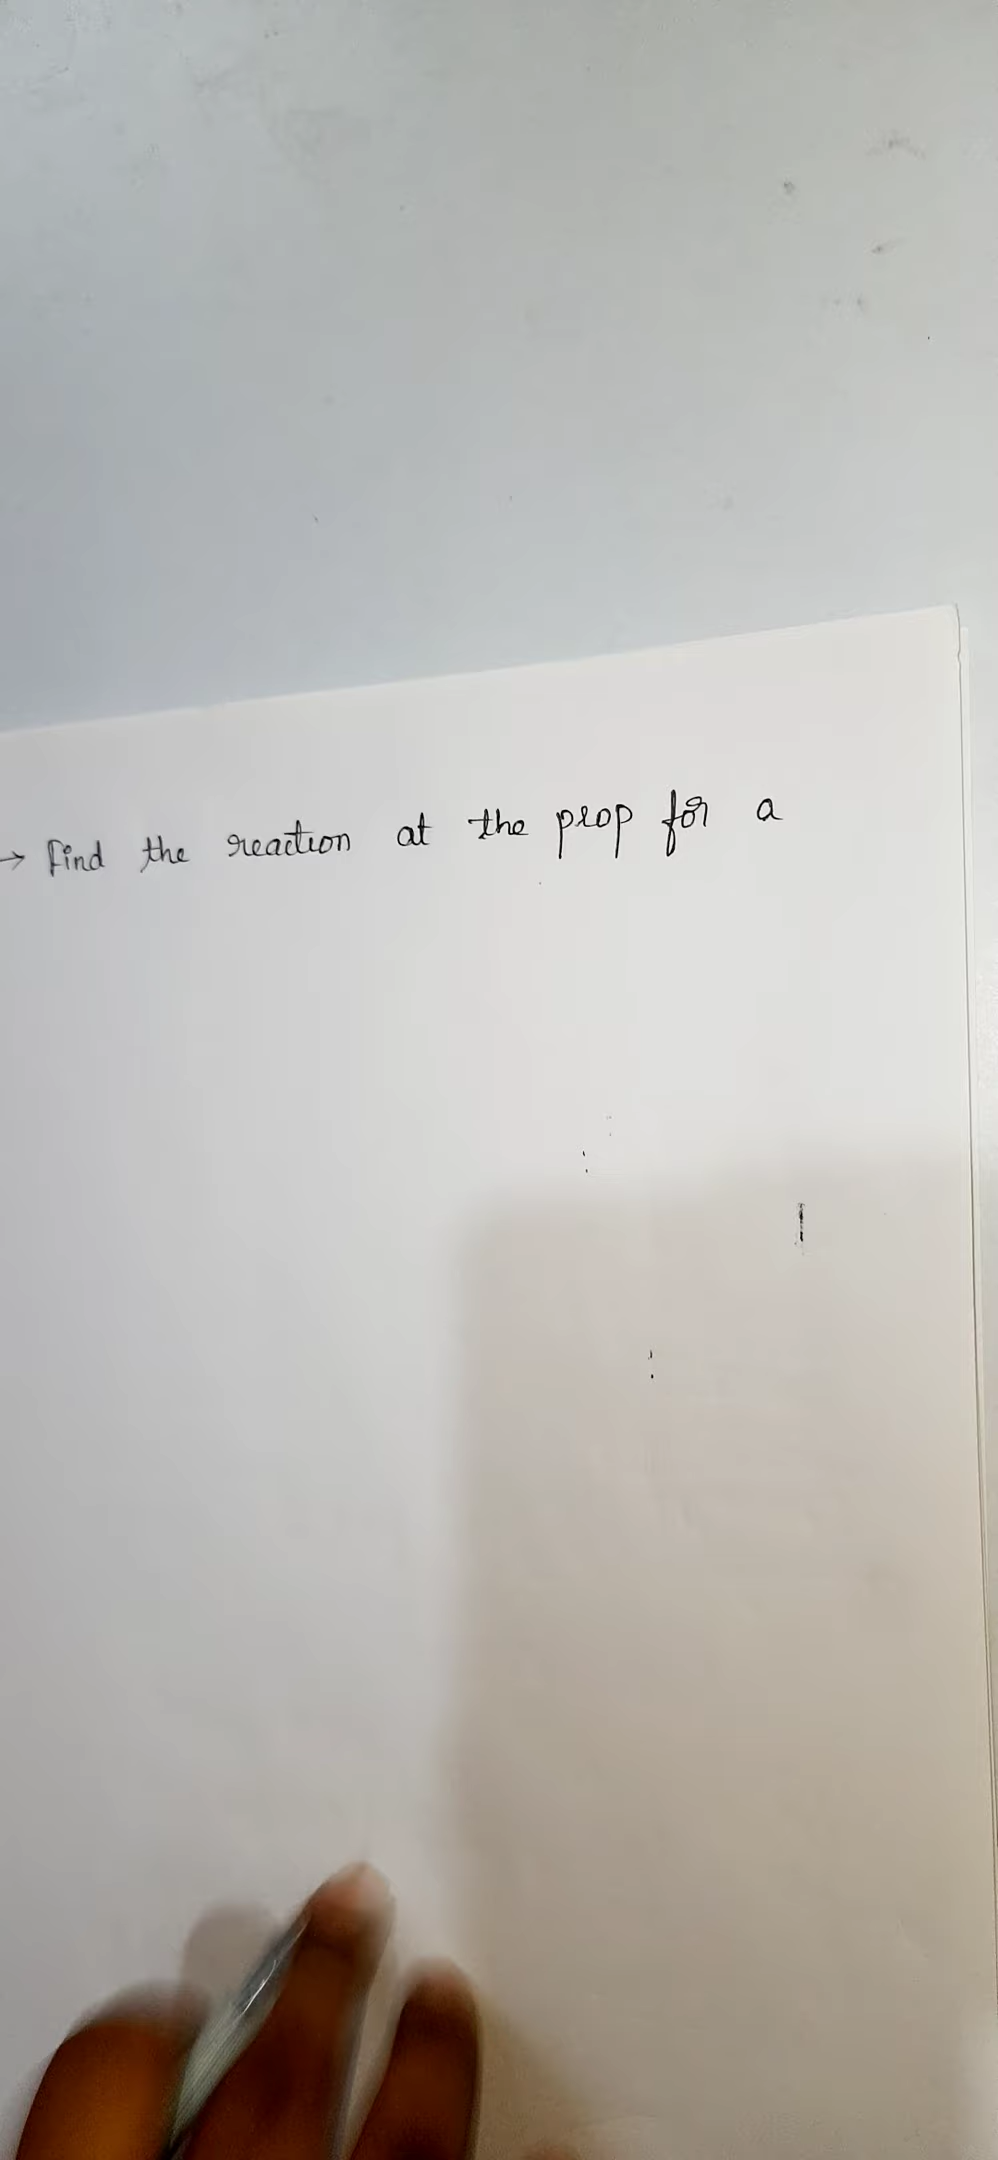 → Find the reaction at the prop for a